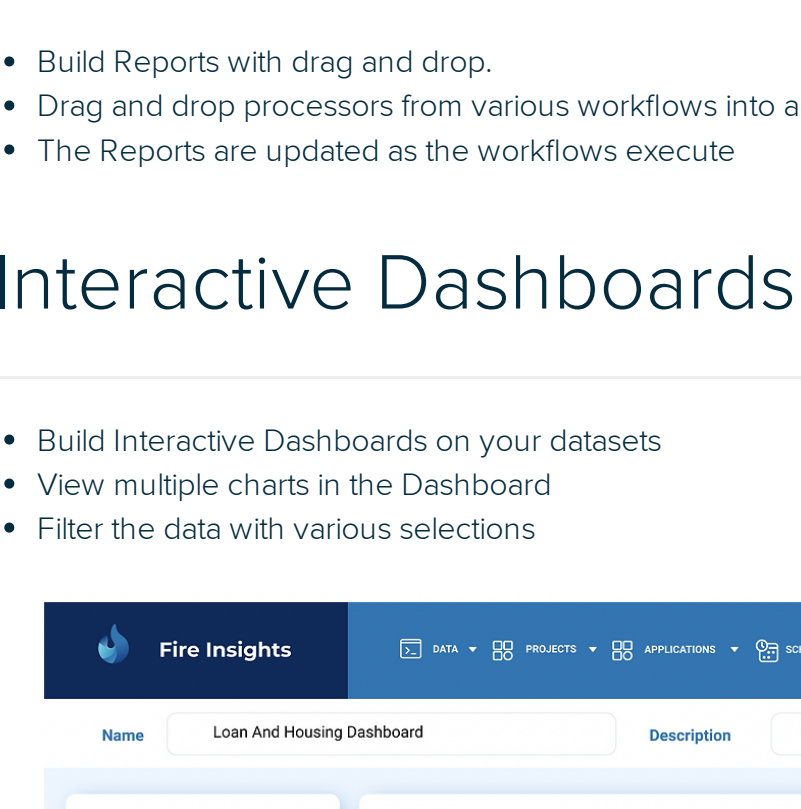 Build Reports with drag and drop.
Drag and drop processors from various workflows into a
The Reports are updated as the workflows execute
Interactive Dashboards
Build Interactive Dashboards on your datasets
View multiple charts in the Dashboard
Filter the data with various selections
Fire Insights DATA PROJECTS APPLICATIONS
Name Loan And Housing Dashboard Description